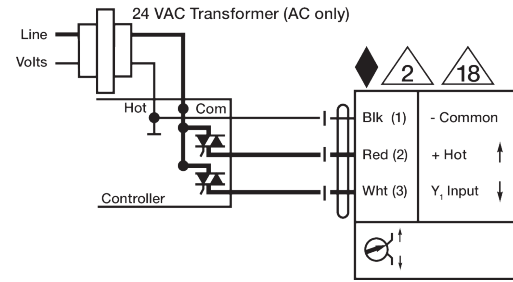 24 VAC Transformer (AC only)
Line
Volts
2
18
Hot
Com
Blk (1)
- Common
Red (2)
+ Hot
Wht (3)
Y1 Input
Controller